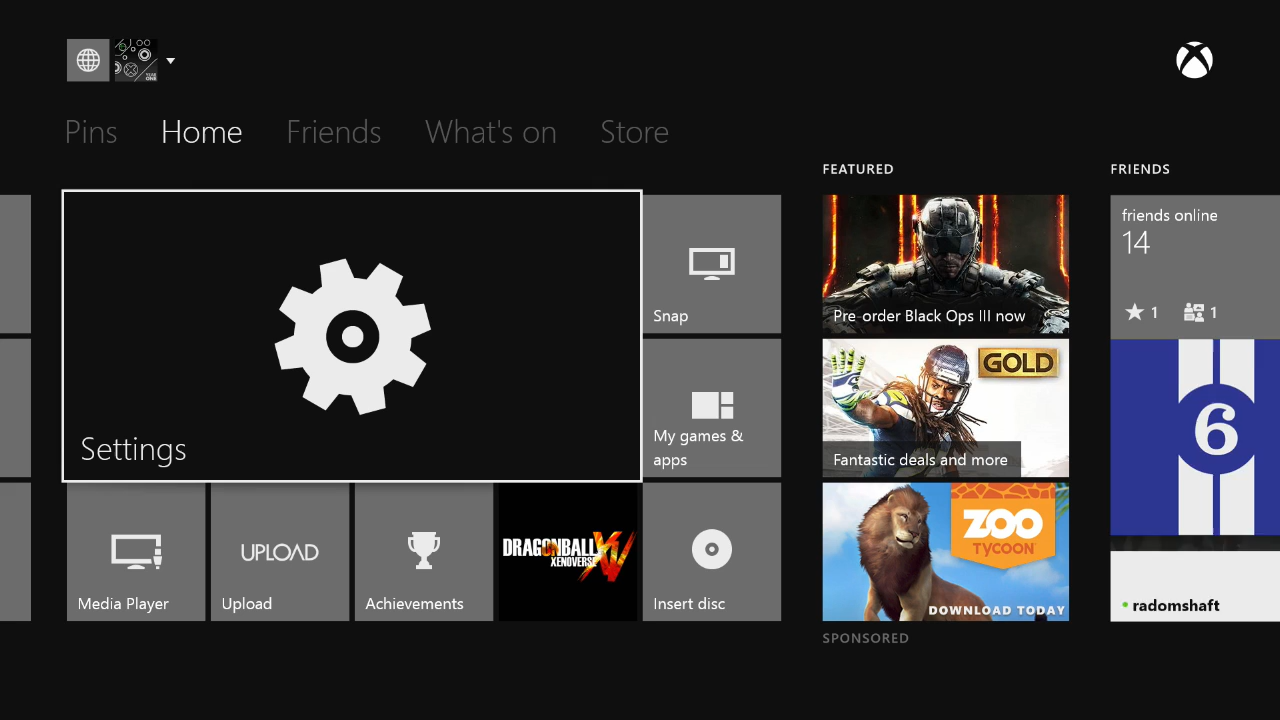 Pins Home Friends What's on Store
FEATURED
FRIENDS
Settings
Snap
My games &
apps
Media Player
UPLOAD
Upload
Achievements
DRAGONBALL XV
XENOVERSE
Insert disc
Pre-order Black Ops III now
GOLD
Fantastic deals and more
ZOO
TYCOON
DOWNLOAD TODAY
SPONSORED
friends online
14
1 1
6
radomshaft